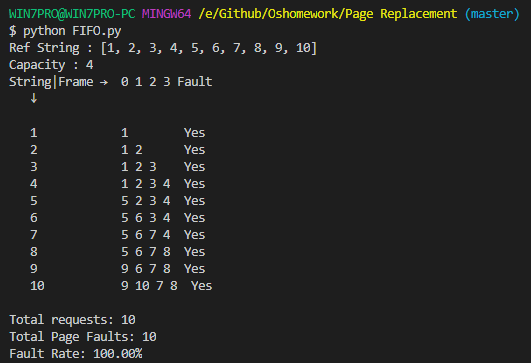 WIN7PRO@WIN7PRO-PC MINGW64 /e/Github/Oshomework/Page Replacement (master)
$ python FIFO.py
Ref String : [1, 2, 3, 4, 5, 6, 7, 8, 9, 10]
Capacity : 4
String|Frame → 0 1 2 3 Fault
↓
1 1 Yes
2 1 2 Yes
3 1 2 3 Yes
4 1 2 3 4 Yes
5 5 2 3 4 Yes
6 5 6 3 4 Yes
7 5 6 7 4 Yes
8 5 6 7 8 Yes
9 9 6 7 8 Yes
10 9 10 7 8 Yes
Total requests: 10
Total Page Faults: 10
Fault Rate: 100.00%